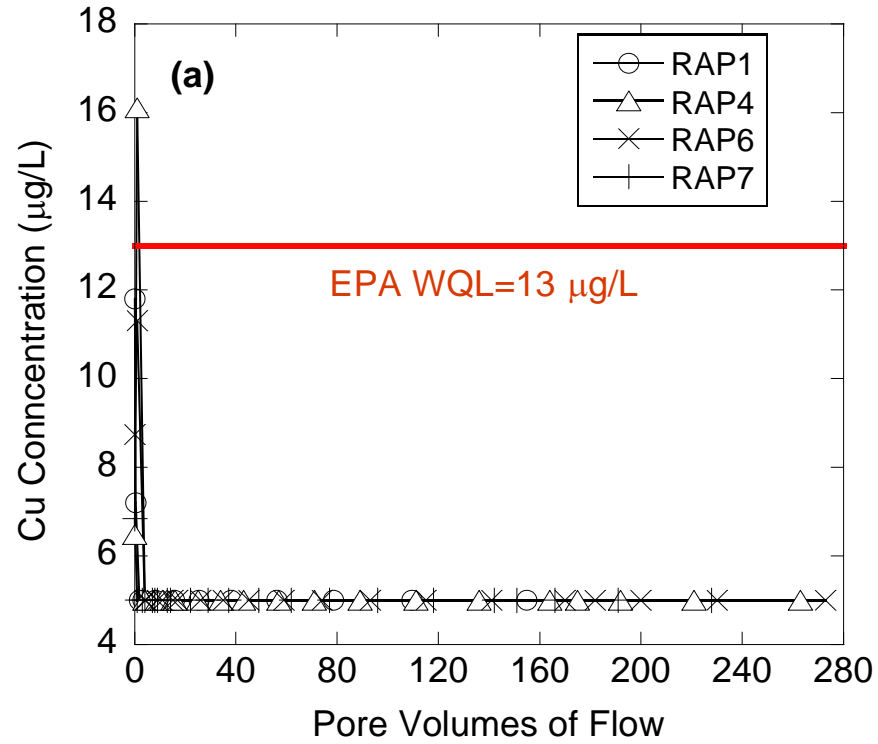 18
16
14
12
10
8
6
4
Cu Conncentration (μg/L)
(a)
RAP1
RAP4
RAP6
RAP7
EPA WQL=13 μg/L
0
40
80
120
160
200
240
280
Pore Volumes of Flow